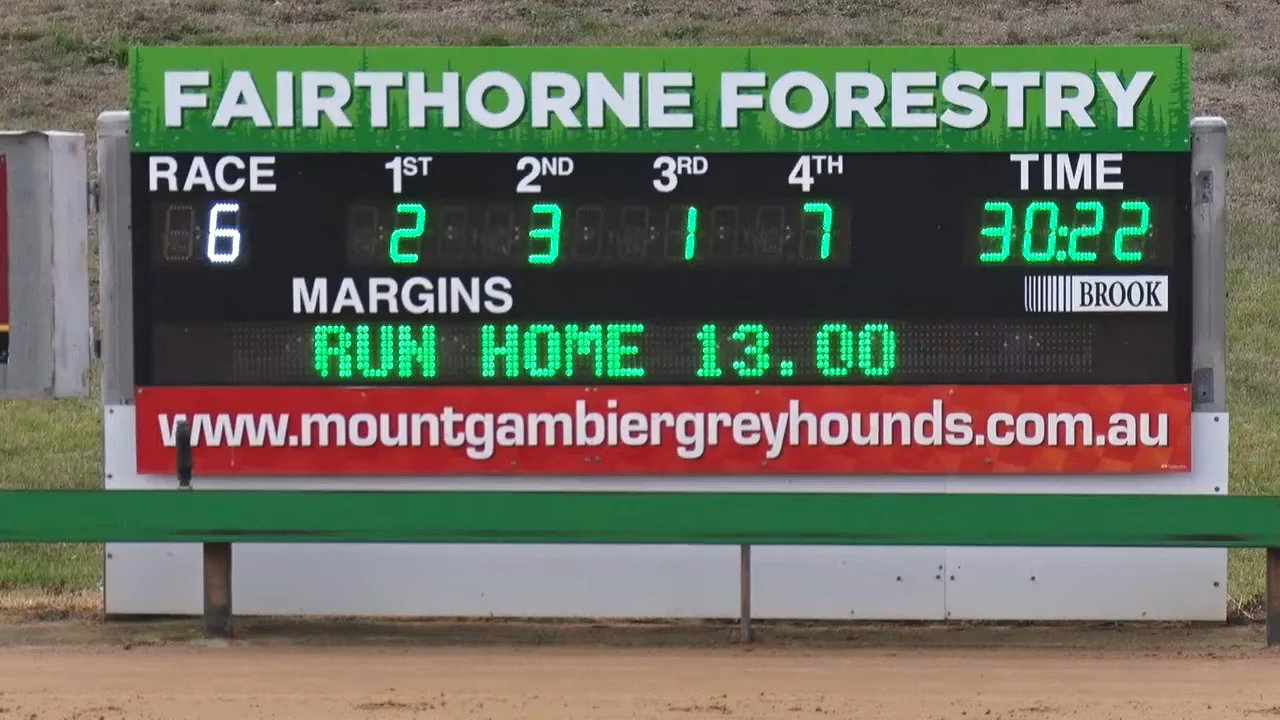 FAIRTHORNE FORESTRY
RACE 1ST 2ND 3RD 4TH TIME
6 2 3 1 7 30:22
MARGINS BROOK
RUN HOME 13.00
www.mountgambiergreyhounds.com.au